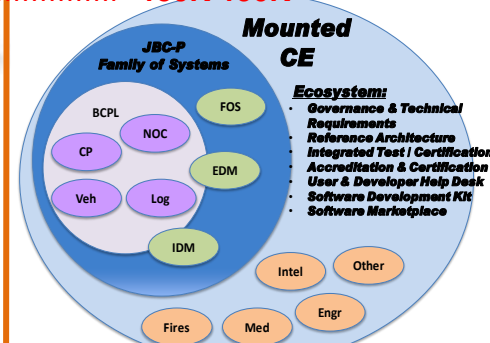 Mounted
CE
JBC-P
Family of Systems
BCPL
NOC
CP
Veh
Log
FOS
EDM
IDM
Ecosystem:
• Governance & Technical
Requirements
• Reference Architecture
• Integrated Test / Certification
• Accreditation & Certification
• User & Developer Help Desk
• Software Development Kit
• Software Marketplace
Intel
Other
Fires
Med
Engr